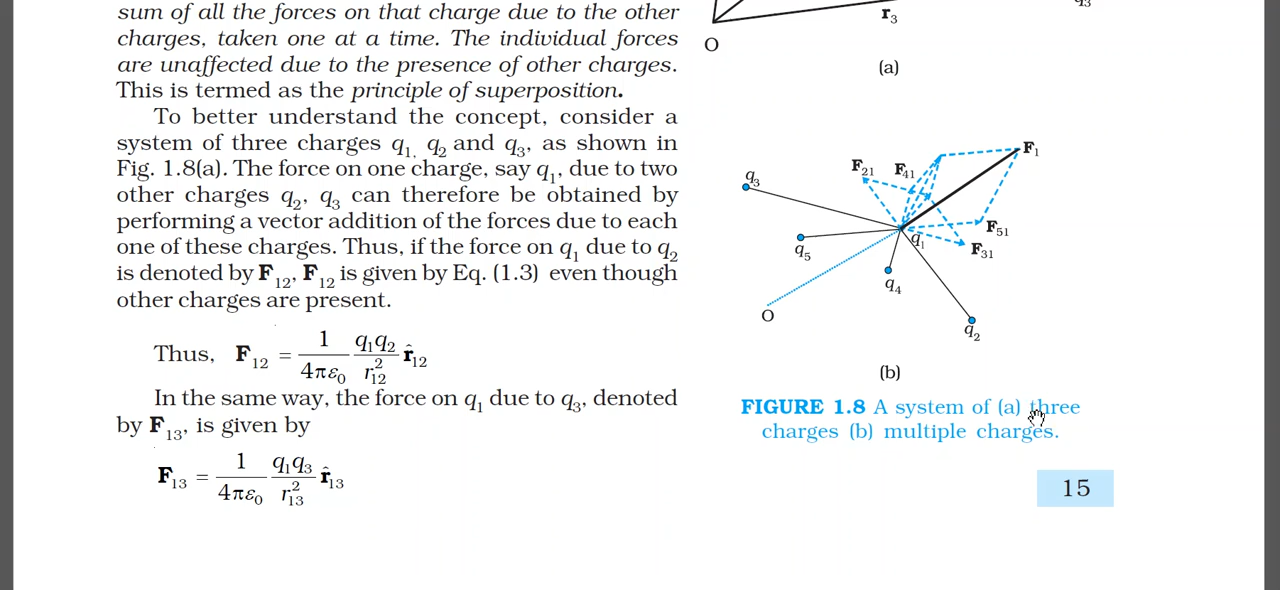 sum of all the forces on that charge due to the other
charges, taken one at a time. The individual forces
are unaffected due to the presence of other charges.
This is termed as the principle of superposition.
To better understand the concept, consider a
system of three charges q₁, q₂ and q₃, as shown in
Fig. 1.8(a). The force on one charge, say q₁, due to two
other charges q₂, q₃ can therefore be obtained by
performing a vector addition of the forces due to each
one of these charges. Thus, if the force on q₁ due to q₂
is denoted by F₁₂, F₁₂ is given by Eq. (1.3) even though
other charges are present.
Thus, F₁₂ = 1/4πε₀ q₁q₂/r₁₂² r̂₁₂
In the same way, the force on q₁ due to q₃, denoted
by F₁₃, is given by
F₁₃ = 1/4πε₀ q₁q₃/r₁₃² r̂₁₃
r₃
q₃
O
(a)
F₁
F₂₁ F₄₁
q₃
F₅₁
q₁
F₃₁
q₅
q₄
O
q₂
(b)
FIGURE 1.8 A system of (a) three
charges (b) multiple charges.
15